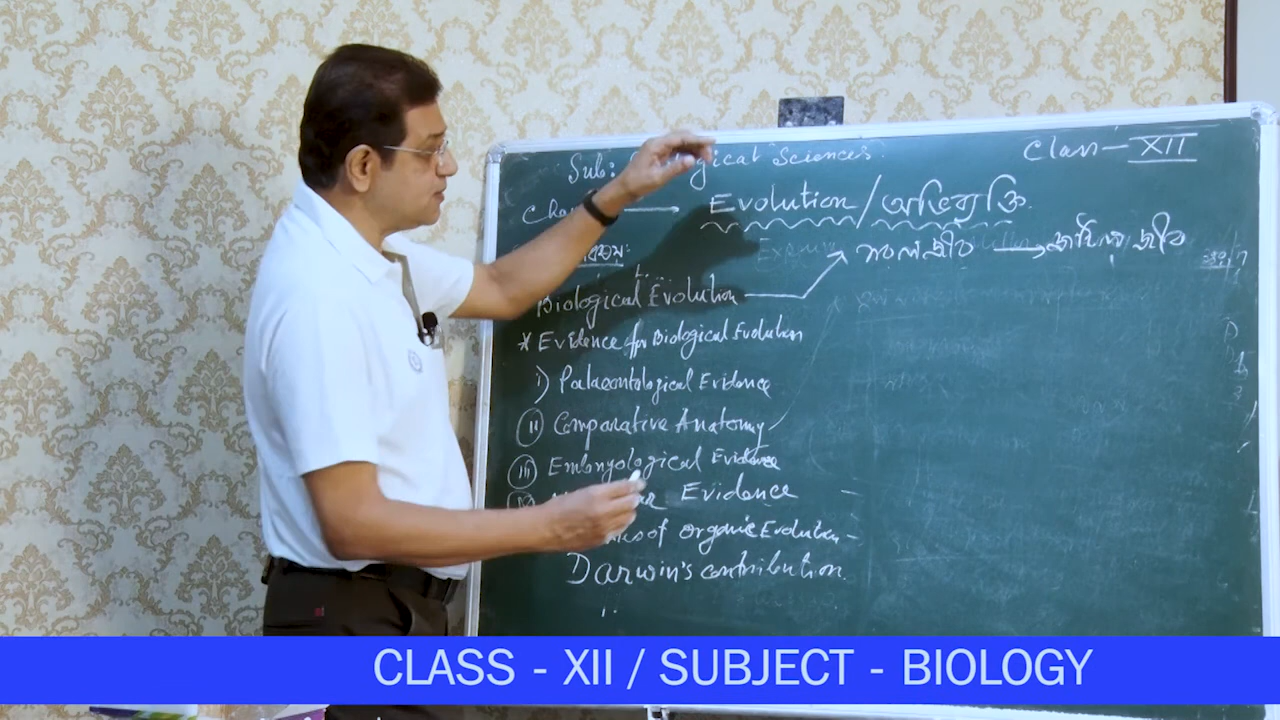 Sub: Biological Sciences. Class - XII
Evolution / অভিব্যক্তি
সরল জীব → জটিল জীব
Biological Evolution
* Evidence for Biological Evolution
i) Palaeontological Evidence
(ii) Comparative Anatomy
(iii) Embryological Evidence
Evidence
of organic Evolution -
Darwin's contribution.
CLASS - XII / SUBJECT - BIOLOGY